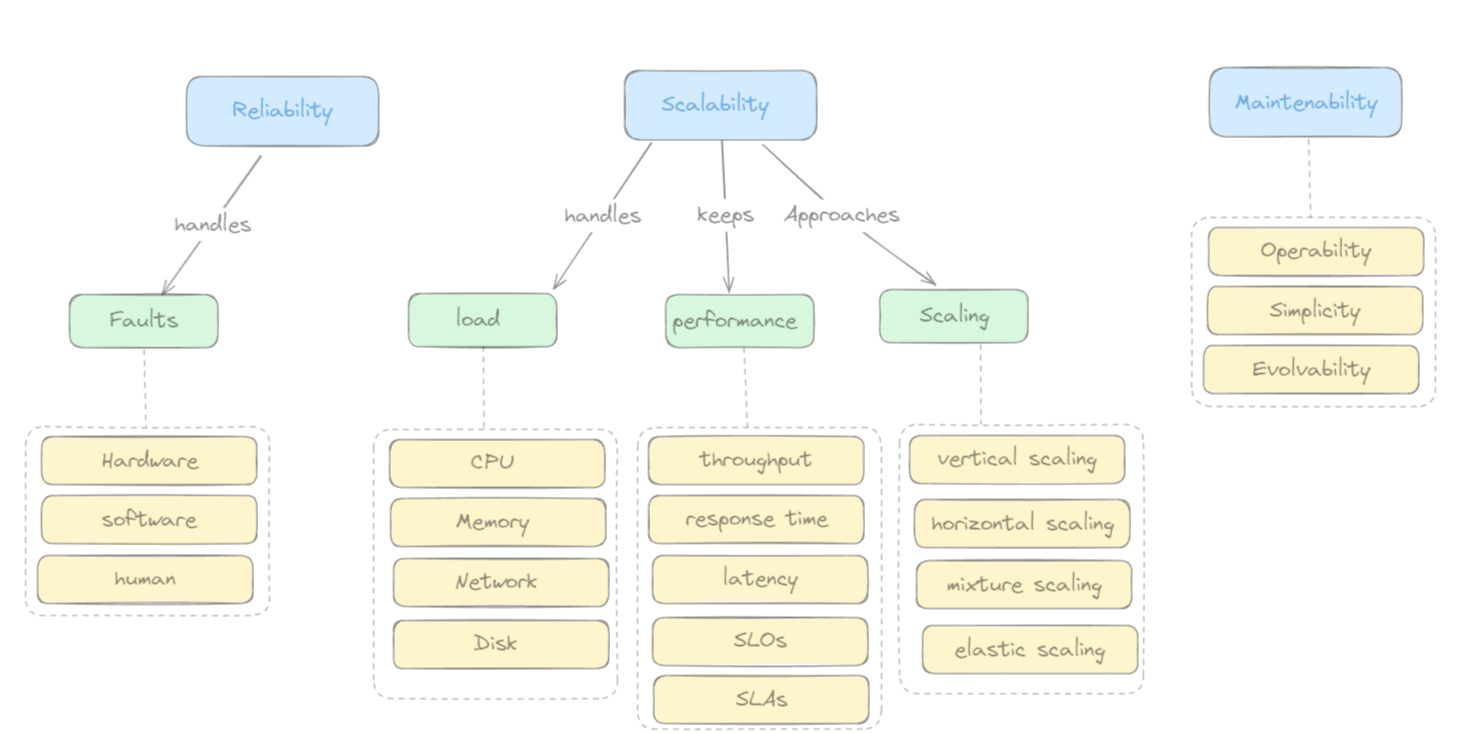 Reliability
Scalability
Maintenability
handles
handles
keeps
Approaches
Faults
load
performance
Scaling
Operability
Simplicity
Evolvability
Hardware
software
human
CPU
Memory
Network
Disk
throughput
response time
latency
SLOs
SLAs
vertical scaling
horizontal scaling
mixture scaling
elastic scaling